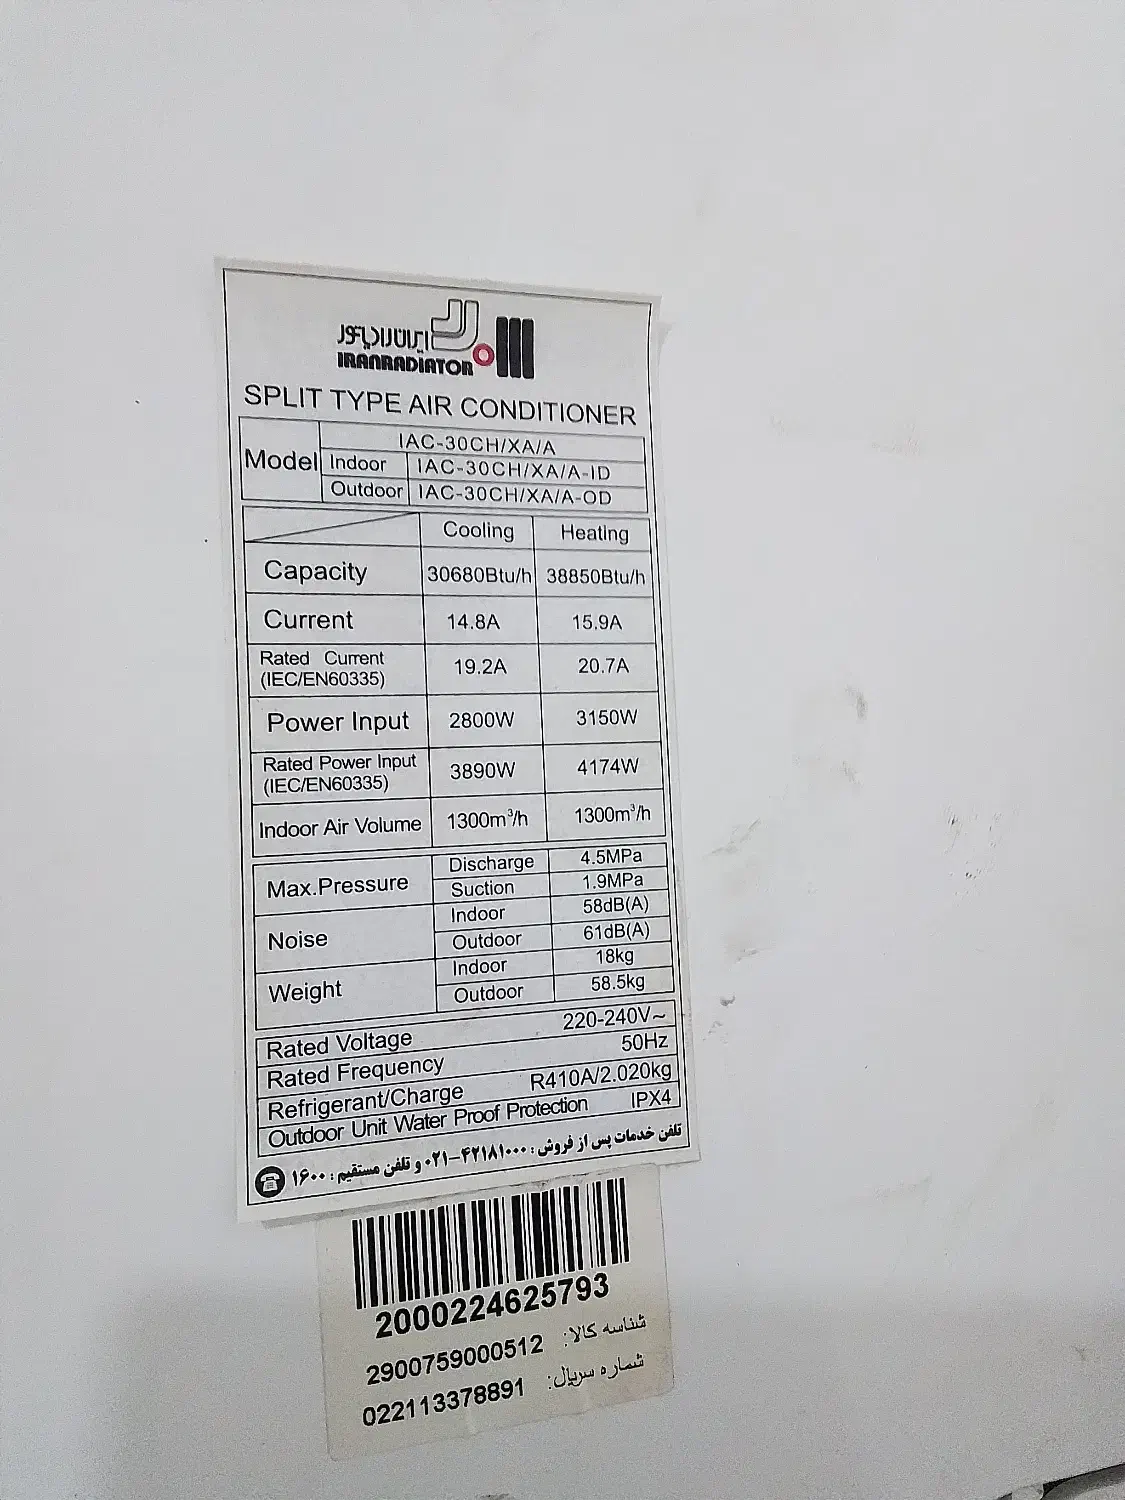 ایران رادیاتور
IRANRADIATOR
SPLIT TYPE AIR CONDITIONER
Model IAC-30CH/XA/A
Indoor IAC-30CH/XA/A-ID
Outdoor IAC-30CH/XA/A-OD
Cooling Heating
Capacity 30680Btu/h 38850Btu/h
Current 14.8A 15.9A
Rated Current (IEC/EN60335) 19.2A 20.7A
Power Input 2800W 3150W
Rated Power Input (IEC/EN60335) 3890W 4174W
Indoor Air Volume 1300m³/h 1300m³/h
Max.Pressure Discharge 4.5MPa
Suction 1.9MPa
Noise Indoor 58dB(A)
Outdoor 61dB(A)
Weight Indoor 18kg
Outdoor 58.5kg
Rated Voltage 220-240V~
Rated Frequency 50Hz
Refrigerant/Charge R410A/2.020kg
Outdoor Unit Water Proof Protection IPX4
تلفن خدمات پس از فروش : ۴۲۱۸۱۰۰۰-۰۲۱ و تلفن مستقیم : ۱۶۰۰
2000224625793
شناسه کالا: 2900759000512
شماره سریال: 022113378891